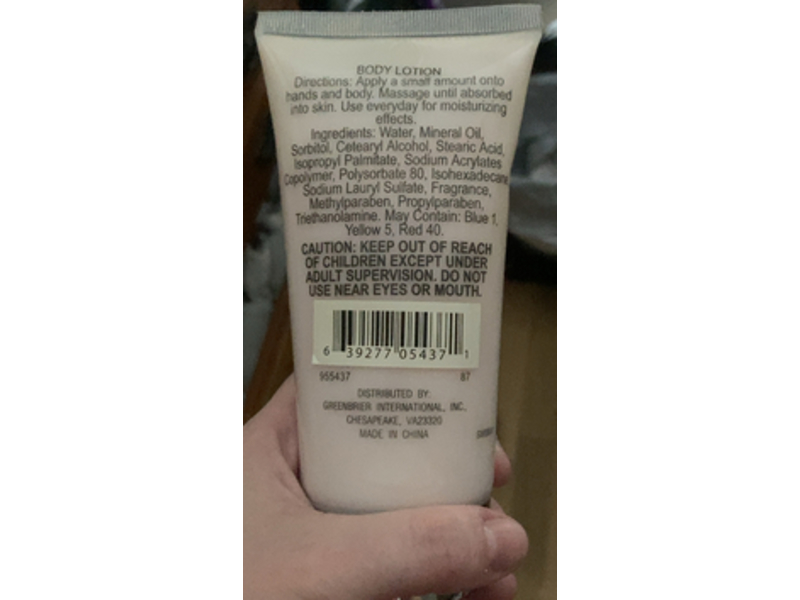 BODY LOTION
Directions: Apply a small amount onto
hands and body. Massage until absorbed
into skin. Use everyday for moisturizing
effects.
Ingredients: Water, Mineral Oil,
Sorbitol, Cetearyl Alcohol, Stearic Acid,
Isopropyl Palmitate, Sodium Acrylates
Copolymer, Polysorbate 80, Isohexadecane
Sodium Lauryl Sulfate, Fragrance,
Methylparaben, Propylparaben,
Triethanolamine. May Contain: Blue 1,
Yellow 5, Red 40.
CAUTION: KEEP OUT OF REACH
OF CHILDREN EXCEPT UNDER
ADULT SUPERVISION. DO NOT
USE NEAR EYES OR MOUTH.
6 39277 05437 1
955437 87
DISTRIBUTED BY:
GREENBRIER INTERNATIONAL, INC.
CHESAPEAKE, VA23320
MADE IN CHINA